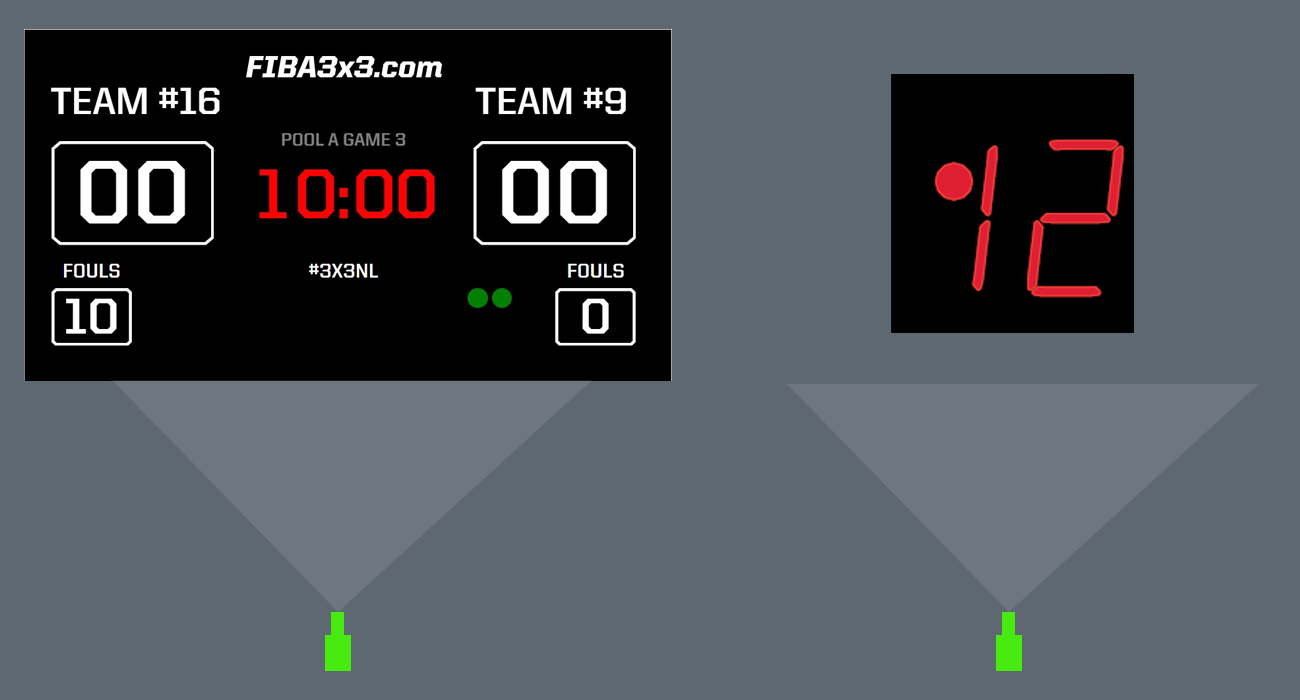 FIBA3x3.com
TEAM #16
TEAM #9
POOL A GAME 3
00
10:00
00
FOULS
#3X3NL
FOULS
10
0
12